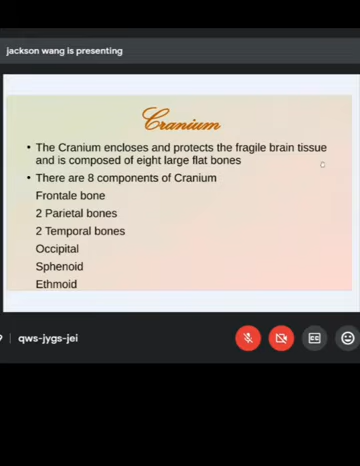 jackson wang is presenting
Cranium
• The Cranium encloses and protects the fragile brain tissue
and is composed of eight large flat bones
• There are 8 components of Cranium
Frontale bone
2 Parietal bones
2 Temporal bones
Occipital
Sphenoid
Ethmoid
9 | qws-jygs-jei
CC